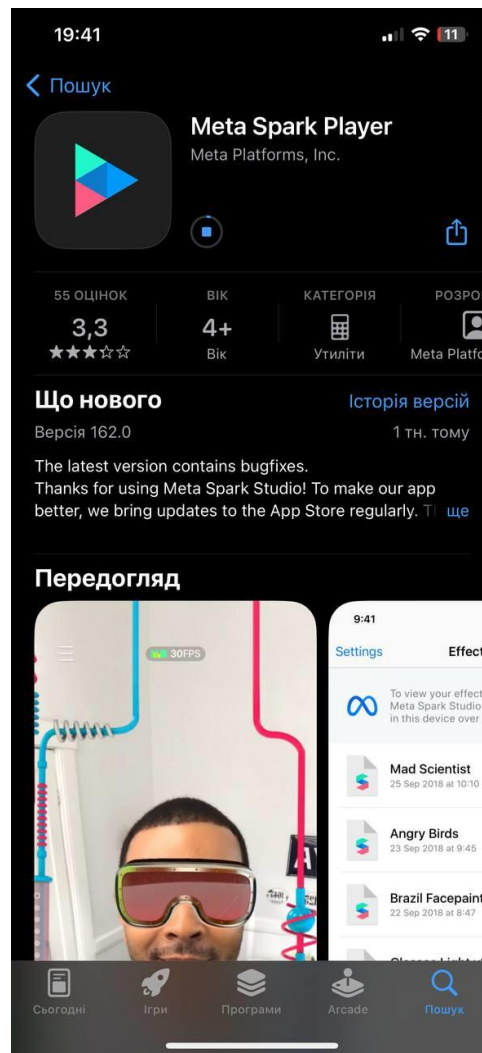 19:41
11
Пошук
Meta Spark Player
Meta Platforms, Inc.
55 ОЦІНОК
ВІК
КАТЕГОРІЯ
3,3
4+
Вік
Утиліти
Що нового
Історія версій
Версія 162.0
1 тн. тому
The latest version contains bugfixes.
Thanks for using Meta Spark Studio! To make our app
better, we bring updates to the App Store regularly.
ще
Передогляд
30FPS
9:41
Settings
To view your effect
Meta Spark Studio
in this device over
Mad Scientist
25 Sep 2018 at 10:10
Angry Birds
23 Sep 2018 at 9:45
Brazil Facepaint
22 Sep 2018 at 8:47
Сьогодні
Ігри
Програми
Arcade
Пошук